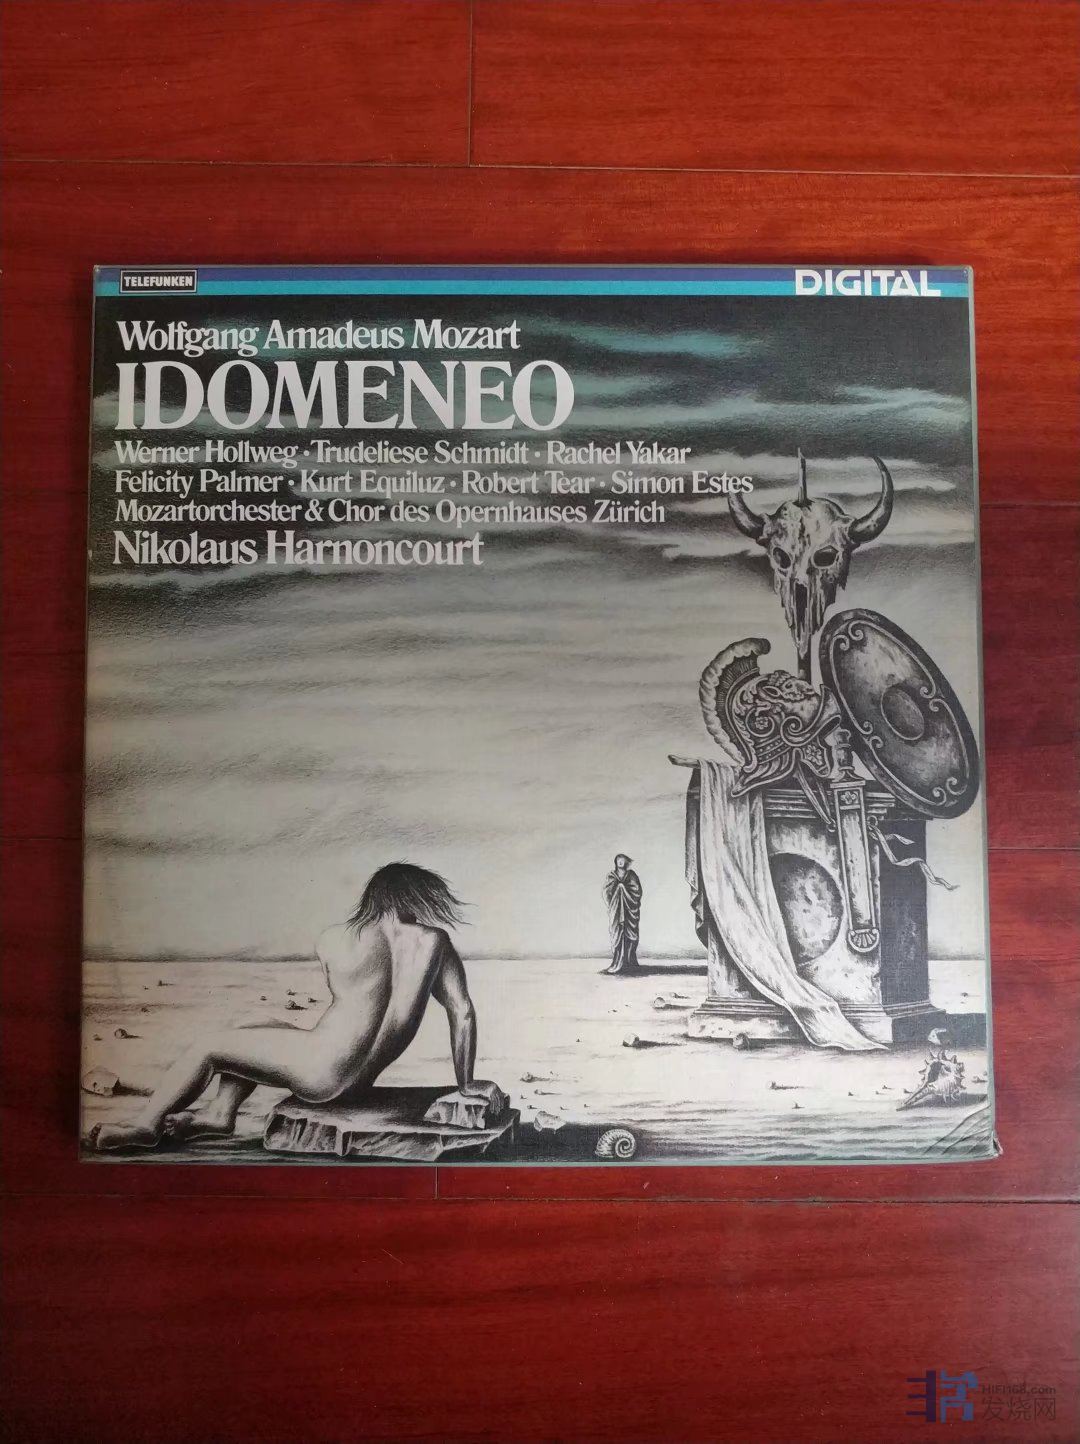 TELEFUNKEN
DIGITAL
Wolfgang Amadeus Mozart
IDOMENEO
Werner Hollweg · Trudeliese Schmidt · Rachel Yakar
Felicity Palmer · Kurt Equiluz · Robert Tear · Simon Estes
Mozartorchester & Chor des Opernhauses Zürich
Nikolaus Harnoncourt
HIFI168.com
发烧网